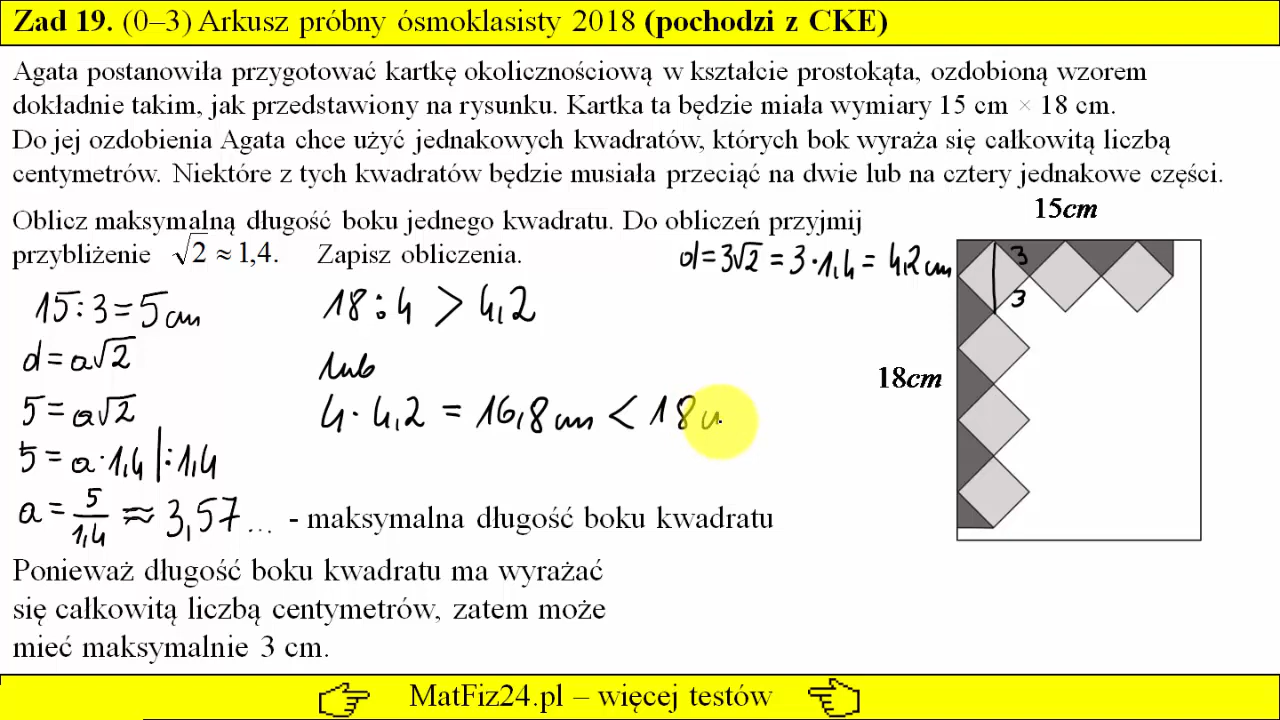 Zad 19. (0–3) Arkusz próbny ósmoklasisty 2018 (pochodzi z CKE)
Agata postanowiła przygotować kartkę okolicznościową w kształcie prostokąta, ozdobioną wzorem
dokładnie takim, jak przedstawiony na rysunku. Kartka ta będzie miała wymiary 15 cm × 18 cm.
Do jej ozdobienia Agata chce użyć jednakowych kwadratów, których bok wyraża się całkowitą liczbą
centymetrów. Niektóre z tych kwadratów będzie musiała przeciąć na dwie lub na cztery jednakowe części.
Oblicz maksymalną długość boku jednego kwadratu. Do obliczeń przyjmij
przybliżenie √2 ≈ 1,4. Zapisz obliczenia.
15cm
d=3√2 = 3·1,4 = 4,2 cm
3
3
18cm
15:3=5cm
18:4 > 4,2
d=a√2
lub
5=a√2
4·4,2 = 16,8 cm < 18
5=a·1,4 |:1,4
a = 5/1,4 ≈ 3,57... - maksymalna długość boku kwadratu
Ponieważ długość boku kwadratu ma wyrażać
się całkowitą liczbą centymetrów, zatem może
mieć maksymalnie 3 cm.
MatFiz24.pl – więcej testów